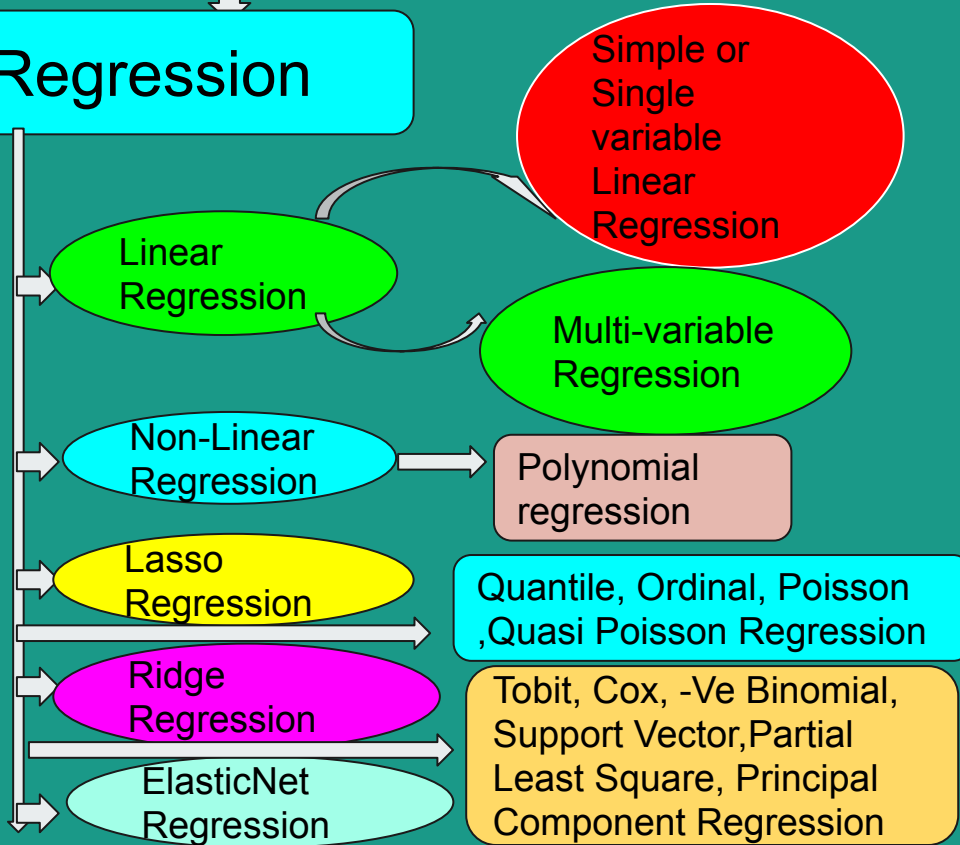 Regression
Simple or
Single
variable
Linear
Regression
Linear
Regression
Multi-variable
Regression
Non-Linear
Regression
Polynomial
regression
Lasso
Regression
Quantile, Ordinal, Poisson
,Quasi Poisson Regression
Ridge
Regression
Tobit, Cox, -Ve Binomial,
Support Vector,Partial
Least Square, Principal
Component Regression
ElasticNet
Regression